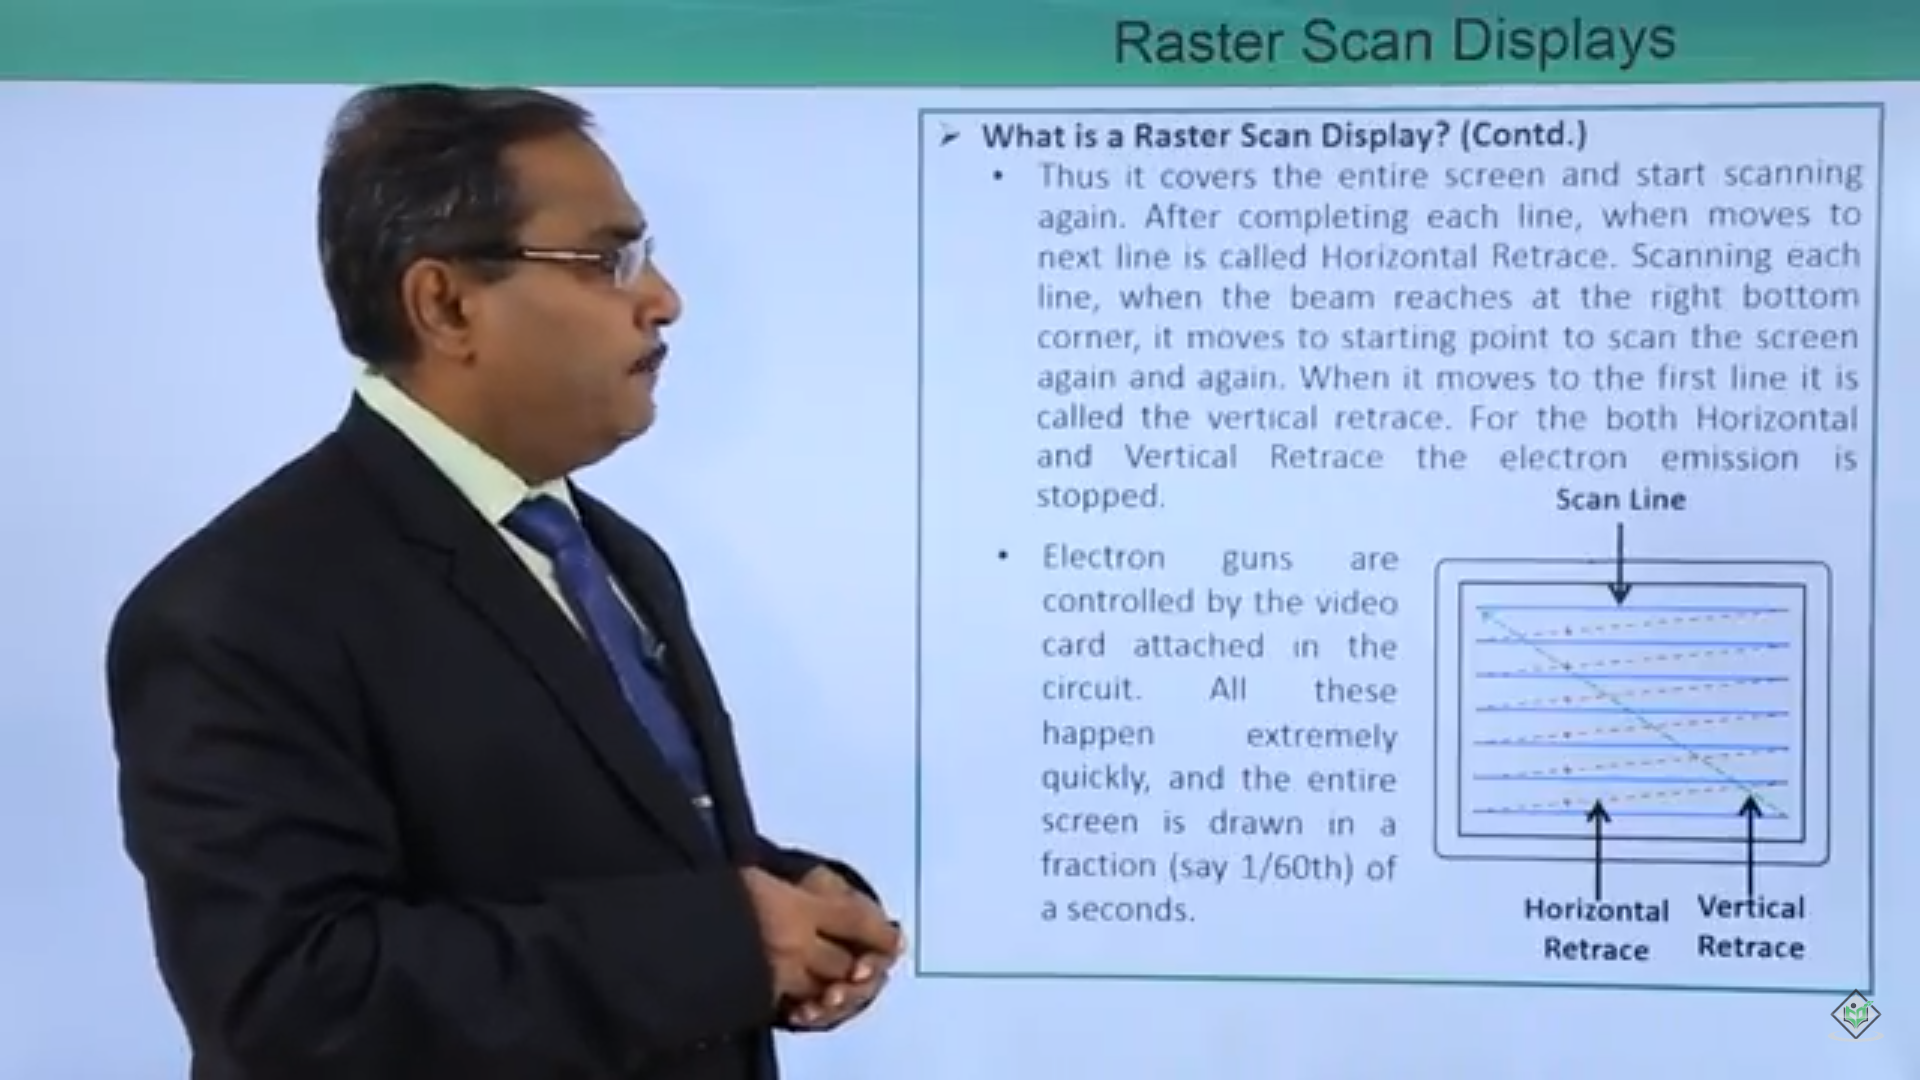 Raster Scan Displays
➢ What is a Raster Scan Display? (Contd.)
• Thus it covers the entire screen and start scanning
again. After completing each line, when moves to
next line is called Horizontal Retrace. Scanning each
line, when the beam reaches at the right bottom
corner, it moves to starting point to scan the screen
again and again. When it moves to the first line it is
called the vertical retrace. For the both Horizontal
and Vertical Retrace the electron emission is
stopped.
Scan Line
• Electron guns are
controlled by the video
card attached in the
circuit. All these
happen extremely
quickly, and the entire
screen is drawn in a
fraction (say 1/60th) of
a seconds.
Horizontal
Retrace
Vertical
Retrace